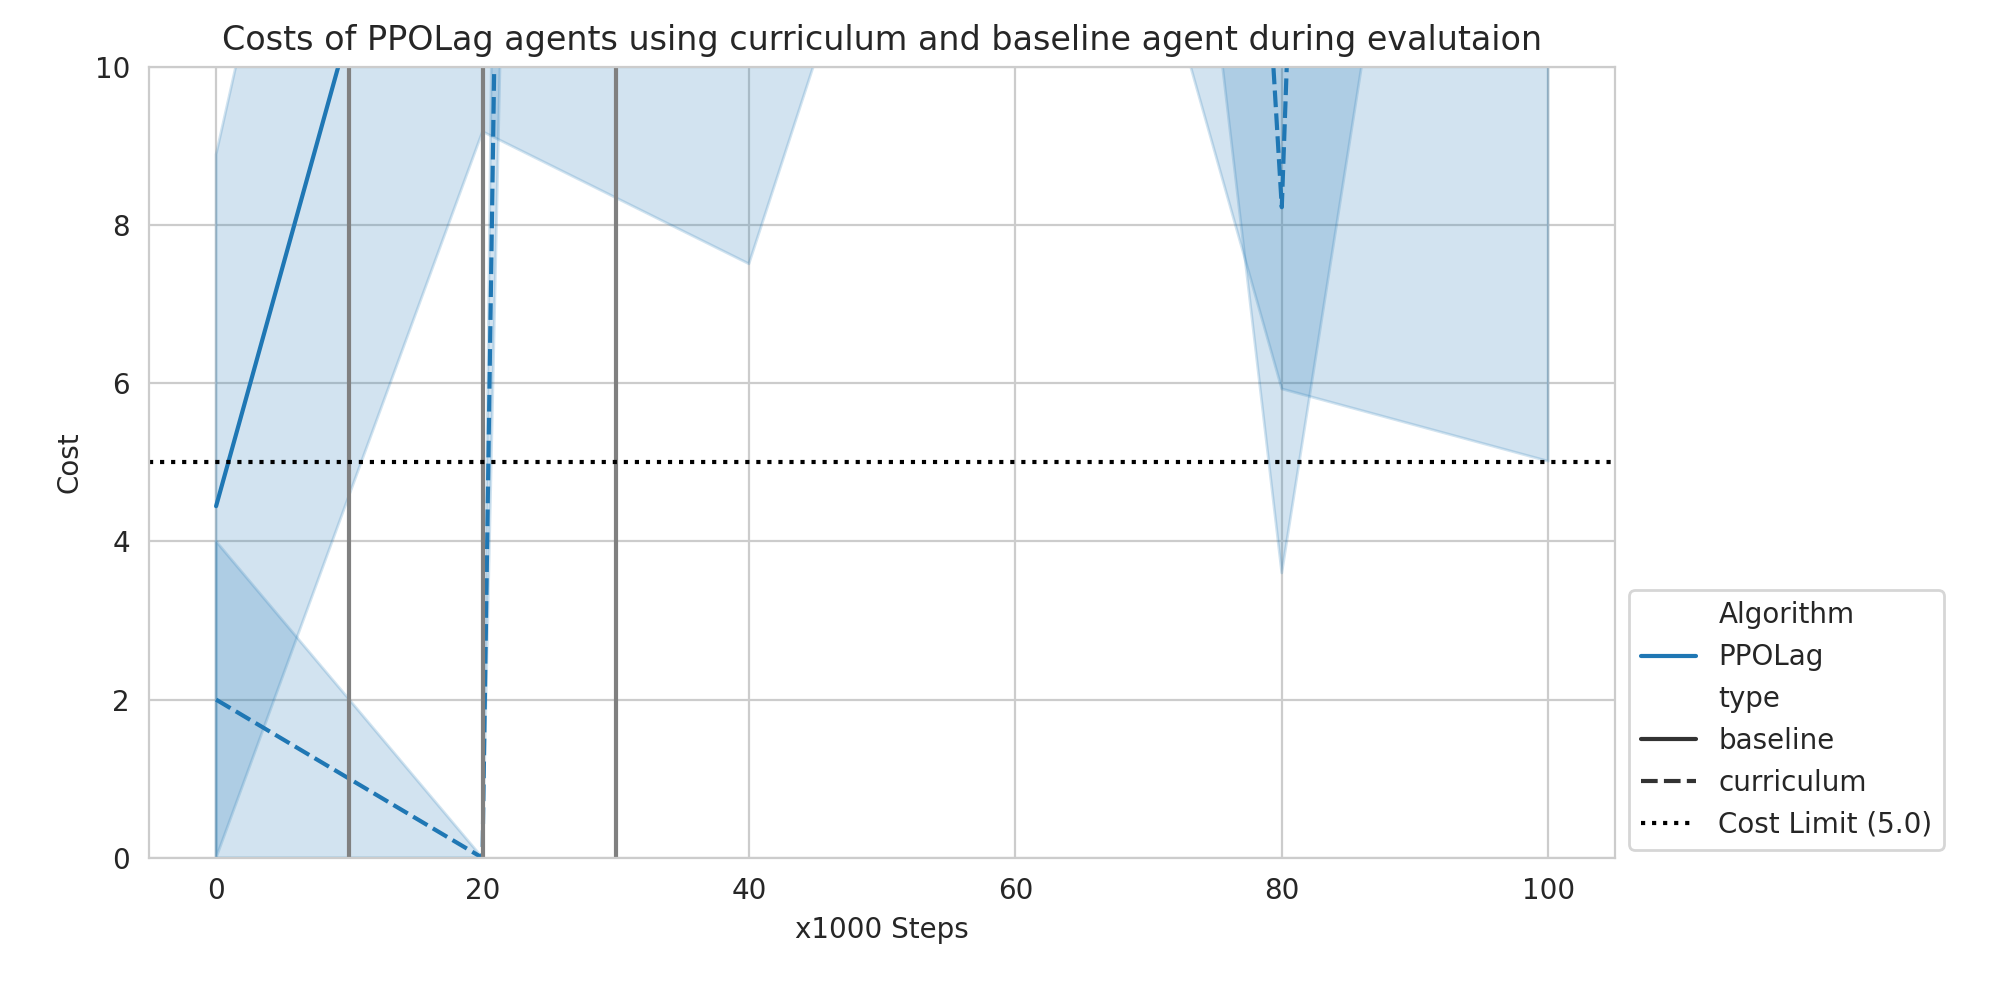 Costs of PPOLag agents using curriculum and baseline agent during evalutaion
10
8
6
4
2
0
Cost
0 20 40 60 80 100
x1000 Steps
Algorithm
PPOLag
type
baseline
curriculum
Cost Limit (5.0)